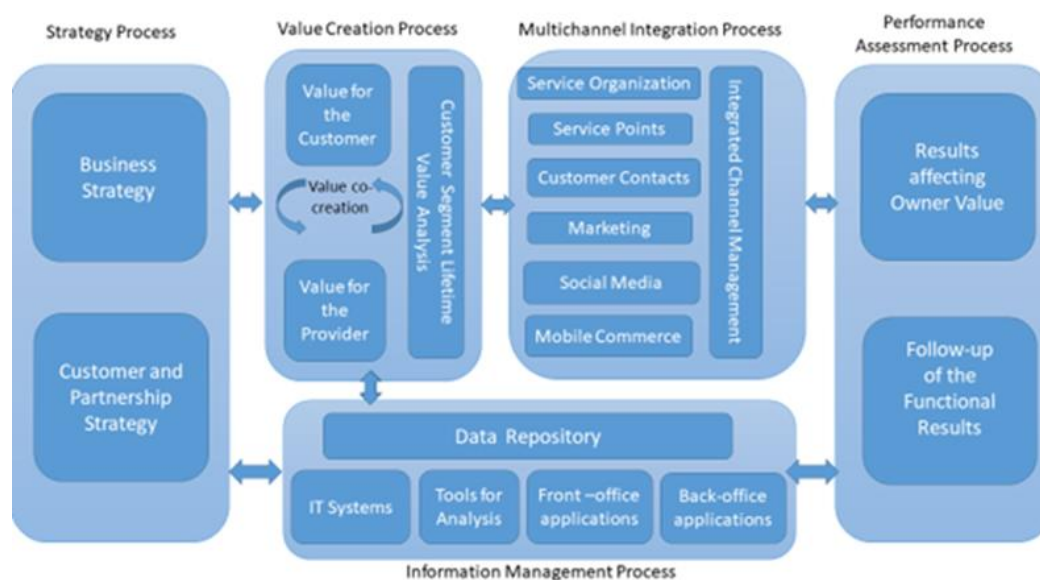 Strategy Process
Value Creation Process
Multichannel Integration Process
Performance
Assessment Process
Business
Strategy
Customer and
Partnership
Strategy
Value for
the
Customer
Value co-
creation
Value for
the
Provider
Customer Segment Lifetime
Value Analysis
Service Organization
Service Points
Customer Contacts
Marketing
Social Media
Mobile Commerce
Integrated Channel Management
Results
affecting
Owner Value
Follow-up
of the
Functional
Results
Data Repository
IT Systems
Tools for
Analysis
Front –office
applications
Back-office
applications
Information Management Process